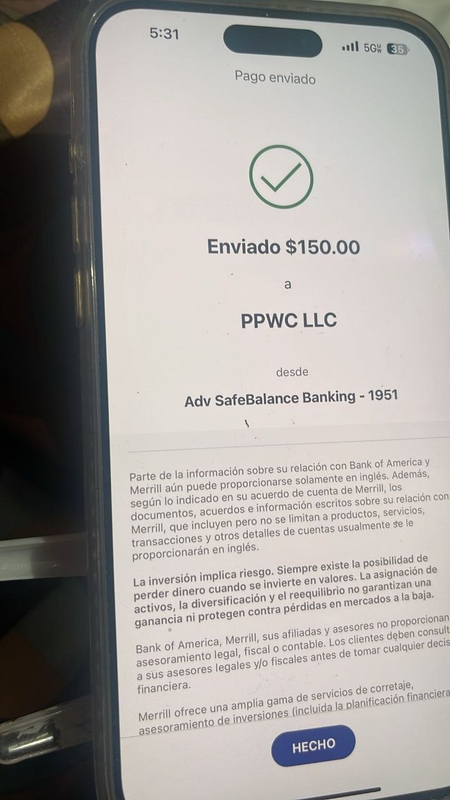 5:31
5G 35
Pago enviado
Enviado $150.00
a
PPWC LLC
desde
Adv SafeBalance Banking - 1951
Parte de la información sobre su relación con Bank of America y
Merrill aún puede proporcionarse solamente en inglés. Además,
según lo indicado en su acuerdo de cuenta de Merrill, los
documentos, acuerdos e información escritos sobre su relación con
Merrill, que incluyen pero no se limitan a productos, servicios,
transacciones y otros detalles de cuentas usualmente se le
proporcionarán en inglés.
La inversión implica riesgo. Siempre existe la posibilidad de
perder dinero cuando se invierte en valores. La asignación de
activos, la diversificación y el reequilibrio no garantizan una
ganancia ni protegen contra pérdidas en mercados a la baja.
Bank of America, Merrill, sus afiliadas y asesores no proporcionan
asesoramiento legal, fiscal o contable. Los clientes deben consult
a sus asesores legales y/o fiscales antes de tomar cualquier decis
financiera.
Merrill ofrece una amplia gama de servicios de corretaje,
asesoramiento de inversiones (incluida la planificación financiera
HECHO